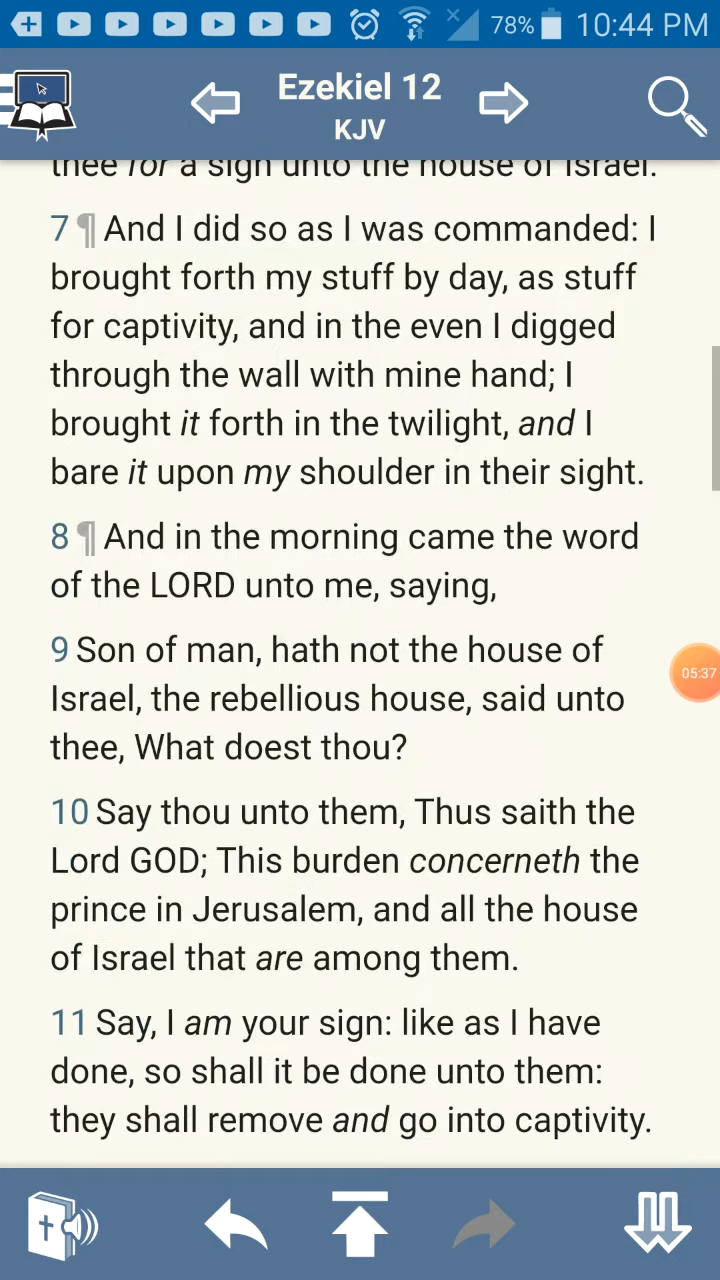 78% 10:44 PM
Ezekiel 12
KJV
thee for a sign unto the house of Israel.
7 ¶ And I did so as I was commanded: I
brought forth my stuff by day, as stuff
for captivity, and in the even I digged
through the wall with mine hand; I
brought it forth in the twilight, and I
bare it upon my shoulder in their sight.
8 ¶ And in the morning came the word
of the LORD unto me, saying,
9 Son of man, hath not the house of
Israel, the rebellious house, said unto
thee, What doest thou?
05:37
10 Say thou unto them, Thus saith the
Lord GOD; This burden concerneth the
prince in Jerusalem, and all the house
of Israel that are among them.
11 Say, I am your sign: like as I have
done, so shall it be done unto them:
they shall remove and go into captivity.